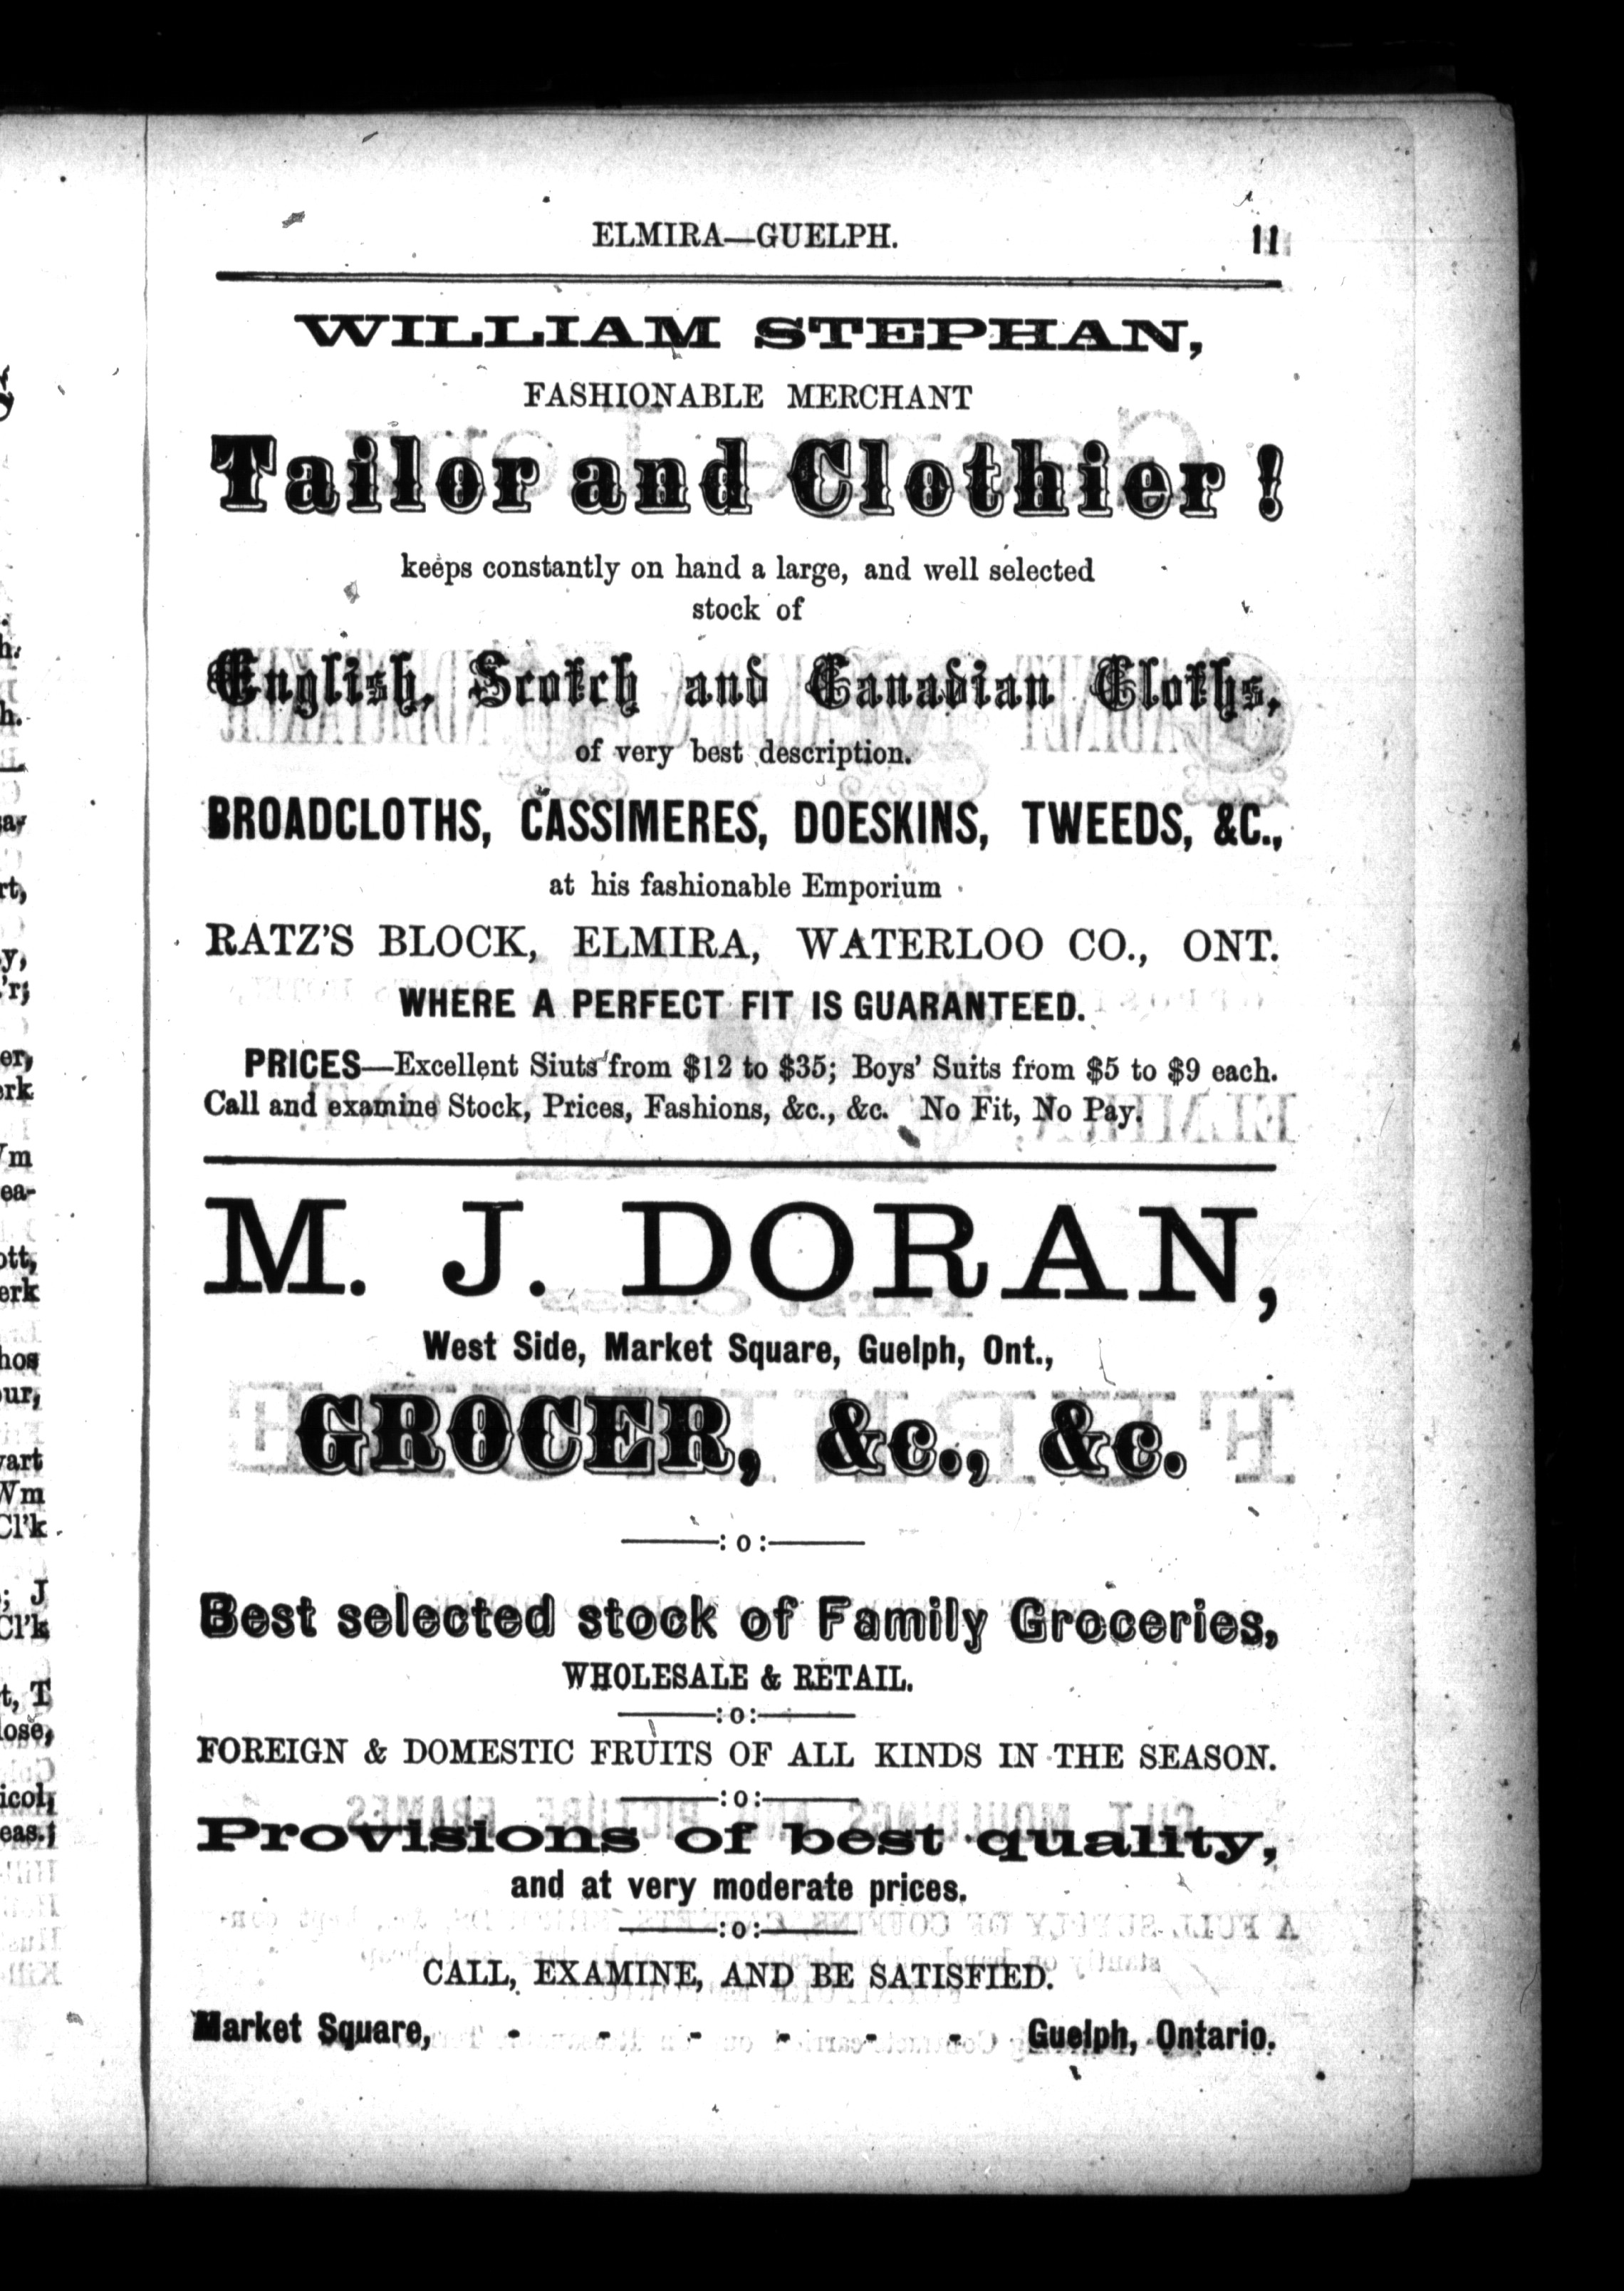 ELMIRA—GUELPH. 11
WILLIAM STEPHAN,
FASHIONABLE MERCHANT
Tailor and Clothier !
keeps constantly on hand a large, and well selected
stock of
English, Scotch and Canadian Cloths,
of very best description.
BROADCLOTHS, CASSIMERES, DOESKINS, TWEEDS, &C.,
at his fashionable Emporium
RATZ'S BLOCK, ELMIRA, WATERLOO CO., ONT.
WHERE A PERFECT FIT IS GUARANTEED.
PRICES—Excellent Siuts from $12 to $35; Boys' Suits from $5 to $9 each.
Call and examine Stock, Prices, Fashions, &c., &c. No Fit, No Pay.
M. J. DORAN,
West Side, Market Square, Guelph, Ont.,
GROCER, &c., &c.
——:o:——
Best selected stock of Family Groceries,
WHOLESALE & RETAIL.
——:o:——
FOREIGN & DOMESTIC FRUITS OF ALL KINDS IN THE SEASON.
——:o:——
Provisions of best quality,
and at very moderate prices.
——:o:——
CALL, EXAMINE, AND BE SATISFIED.
Market Square, - - - - - - Guelph, Ontario.